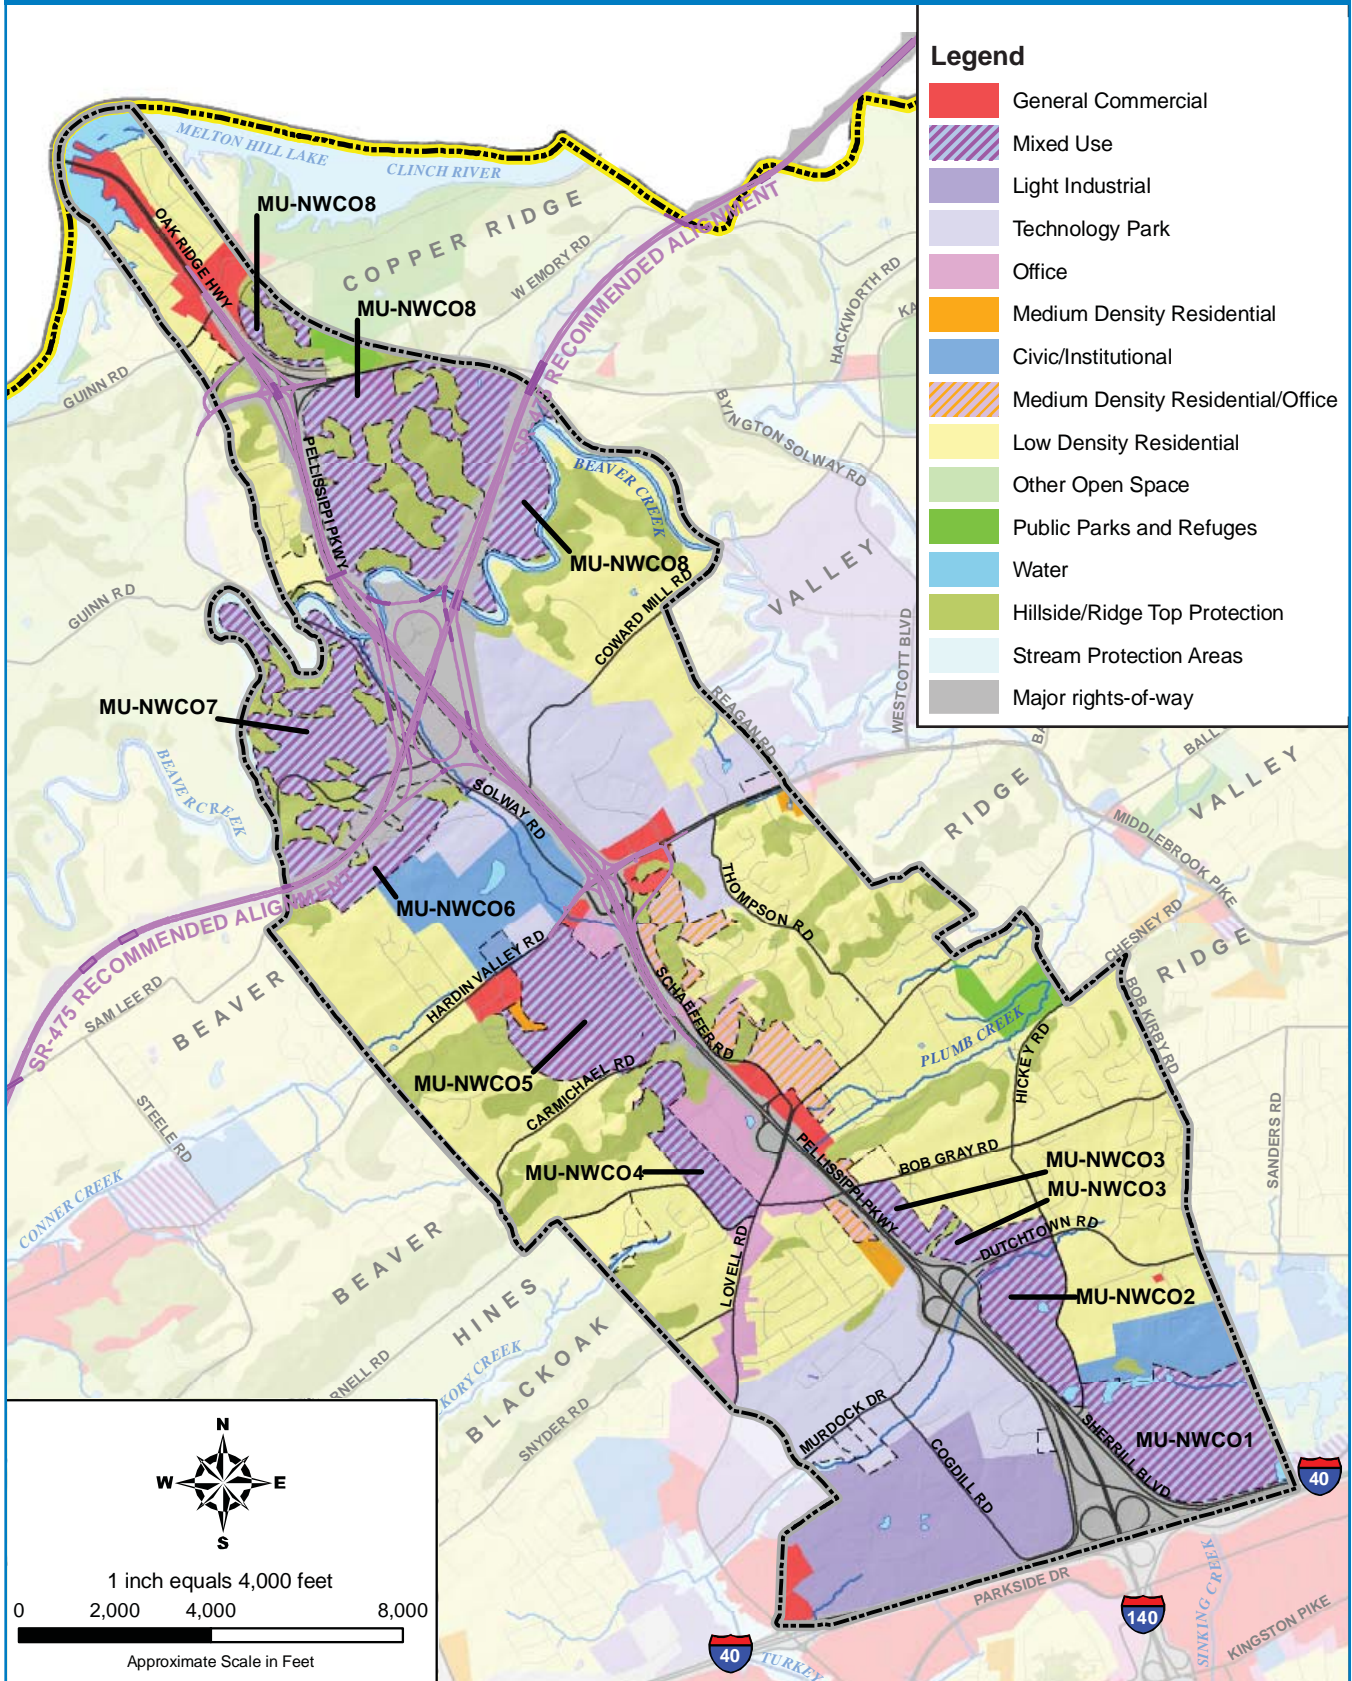 Legend
General Commercial
Mixed Use
Light Industrial
Technology Park
Office
Medium Density Residential
Civic/Institutional
Medium Density Residential/Office
Low Density Residential
Other Open Space
Public Parks and Refuges
Water
Hillside/Ridge Top Protection
Stream Protection Areas
Major rights-of-way
MELTON HILL LAKE
CLINCH RIVER
MU-NWCO8
OAK RIDGE HWY
COPPER RIDGE
W EMORY RD
SR-475 RECOMMENDED ALIGNMENT
HACKWORTH RD
KA
MU-NWCO8
GUINN RD
BYINGTON SOLWAY RD
PELLISSIPPI PKWY
BEAVER CREEK
MU-NWCO8
VALLEY
GUINN RD
COWARD MILL RD
WESTCOTT BLVD
REAGAN RD
MU-NWCO7
BEAVER CREEK
BALL
VALLEY
RIDGE
SOLWAY RD
MIDDLEBROOK PIKE
THOMPSON RD
MU-NWCO6
SR-475 RECOMMENDED ALIGNMENT
HARDIN VALLEY RD
CHESNEY RD
RIDGE
SAM LEE RD
BEAVER
SCHAEFFER RD
BOB KIRBY RD
PLUMB CREEK
HICKEY RD
MU-NWCO5
CARMICHAEL RD
STEELE RD
SANDERS RD
PELLISSIPPI PKWY
BOB GRAY RD
MU-NWCO3
MU-NWCO4
MU-NWCO3
CONNER CREEK
DUTCHTOWN RD
BEAVER
LOVELL RD
MU-NWCO2
HINES
BLACKOAK
RNELL RD
KORY CREEK
SNYDER RD
MURDOCK DR
COGDILL RD
SHERRILL BLVD
MU-NWCO1
40
N
W
E
S
1 inch equals 4,000 feet
0 2,000 4,000 8,000
Approximate Scale in Feet
PARKSIDE DR
140
SINKING CREEK
KINGSTON PIKE
40
TURKEY